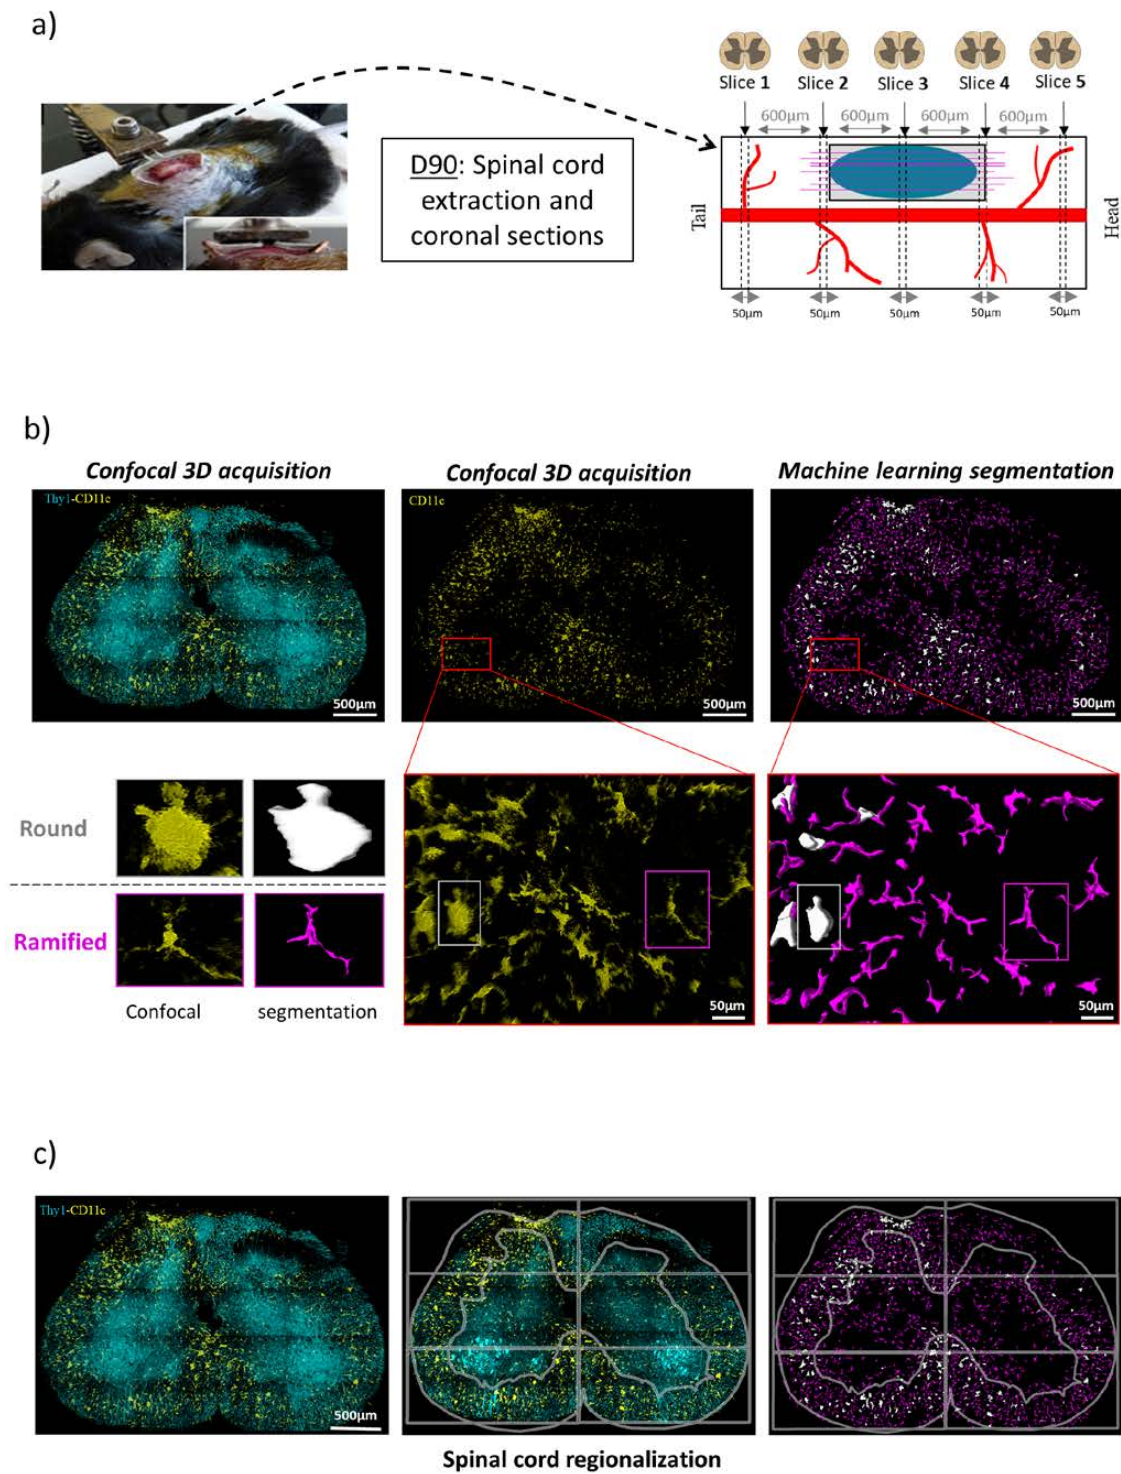 a)
Slice 1 Slice 2 Slice 3 Slice 4 Slice 5
600µm 600µm 600µm 600µm
D90: Spinal cord
extraction and
coronal sections
Tail
Head
50µm 50µm 50µm 50µm 50µm
b)
Confocal 3D acquisition
Confocal 3D acquisition
Machine learning segmentation
Thy1-CD11c
CD11c
500µm
500µm
500µm
Round
Ramified
Confocal
segmentation
50µm
50µm
c)
Thy1-CD11c
500µm
Spinal cord regionalization